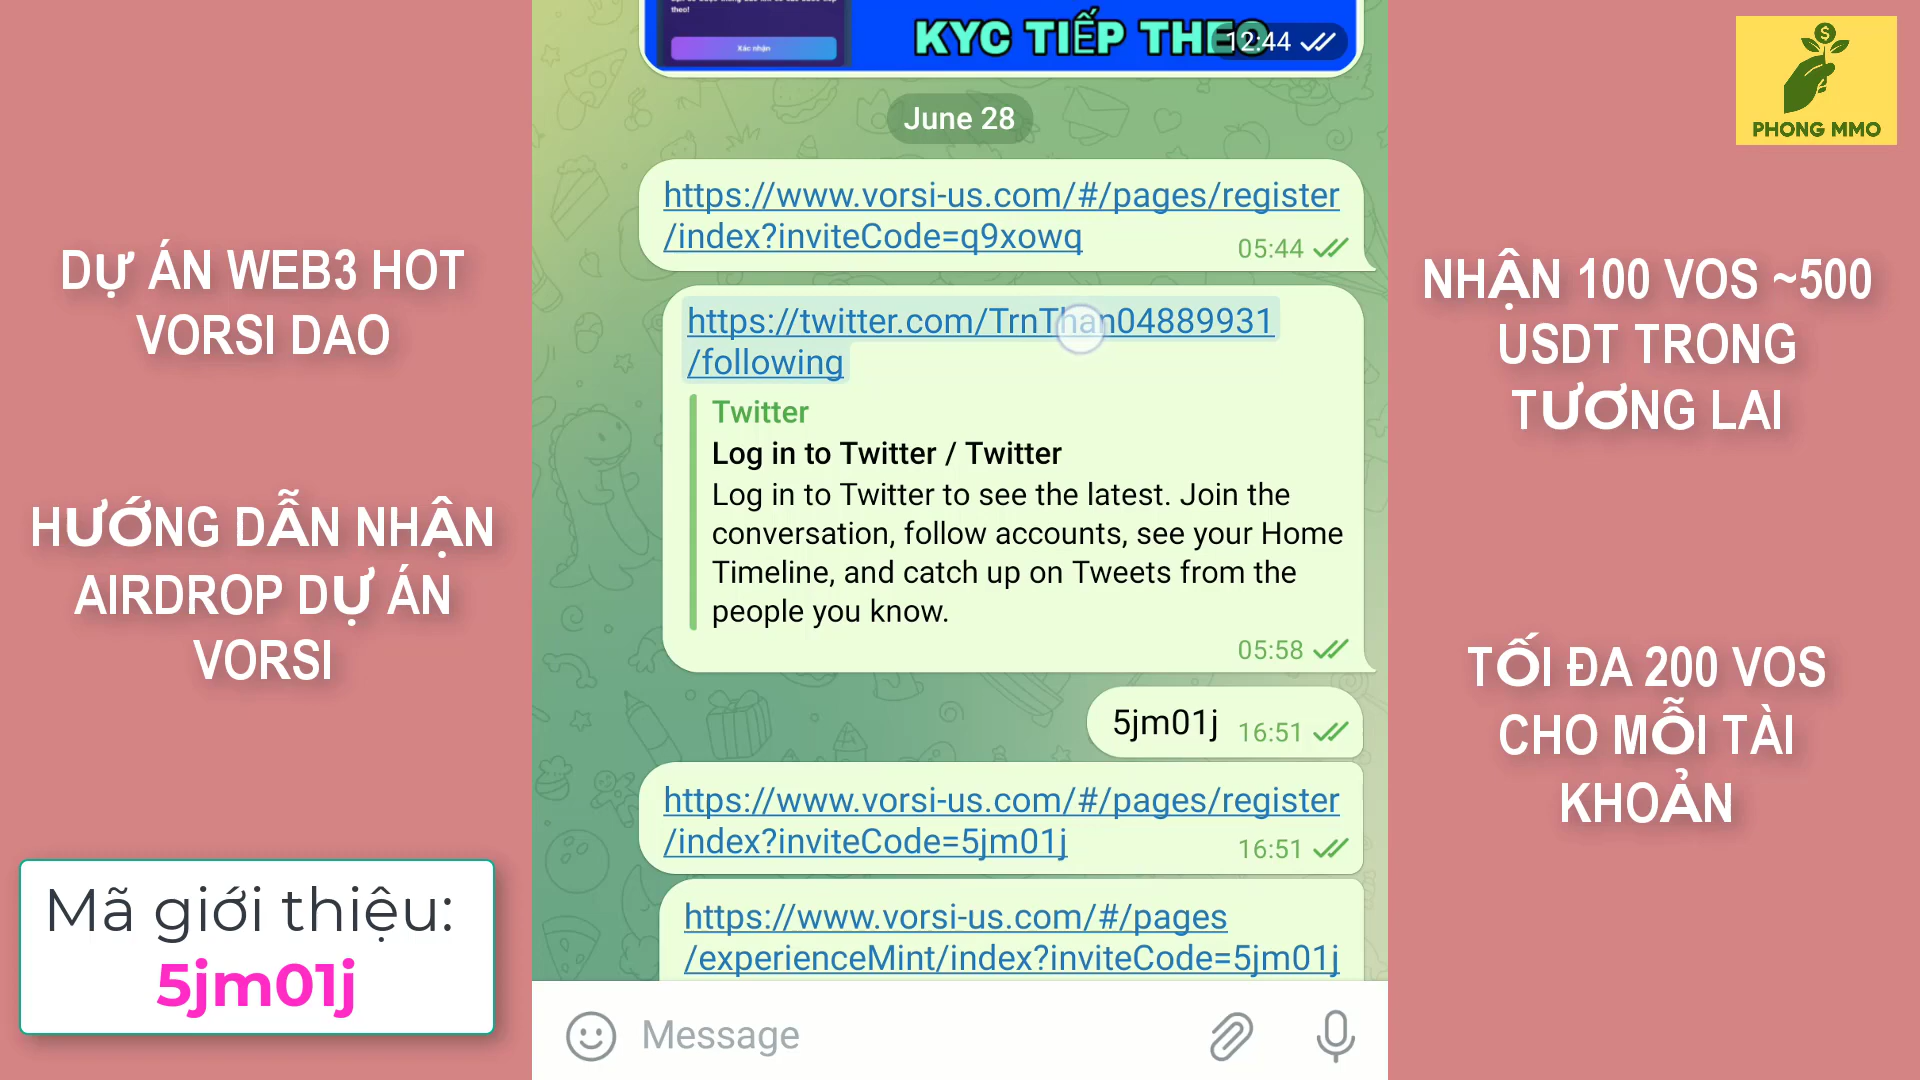 theo!
Xác nhận
KYC TIẾP THEO
12:44
PHONG MMO
June 28
https://www.vorsi-us.com/#/pages/register
/index?inviteCode=q9xowq
05:44
https://twitter.com/TrnThan04889931
/following
Twitter
Log in to Twitter / Twitter
Log in to Twitter to see the latest. Join the
conversation, follow accounts, see your Home
Timeline, and catch up on Tweets from the
people you know.
05:58
5jm01j
16:51
https://www.vorsi-us.com/#/pages/register
/index?inviteCode=5jm01j
16:51
https://www.vorsi-us.com/#/pages
/experienceMint/index?inviteCode=5jm01j
Message
DỰ ÁN WEB3 HOT
VORSI DAO
HƯỚNG DẪN NHẬN
AIRDROP DỰ ÁN
VORSI
Mã giới thiệu:
5jm01j
NHẬN 100 VOS ~500
USDT TRONG
TƯƠNG LAI
TỐI ĐA 200 VOS
CHO MỖI TÀI
KHOẢN